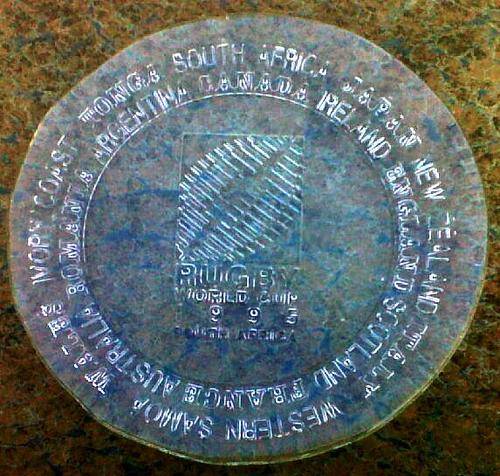 IVORY COAST TONGA SOUTH AFRICA JAPAN NEW ZEALAND ITALY WESTERN SAMOA WALES
ROMANIA ARGENTINA CANADA IRELAND ENGLAND SCOTLAND FRANCE AUSTRALIA
RUGBY
WORLD CUP
1995
SOUTH AFRICA